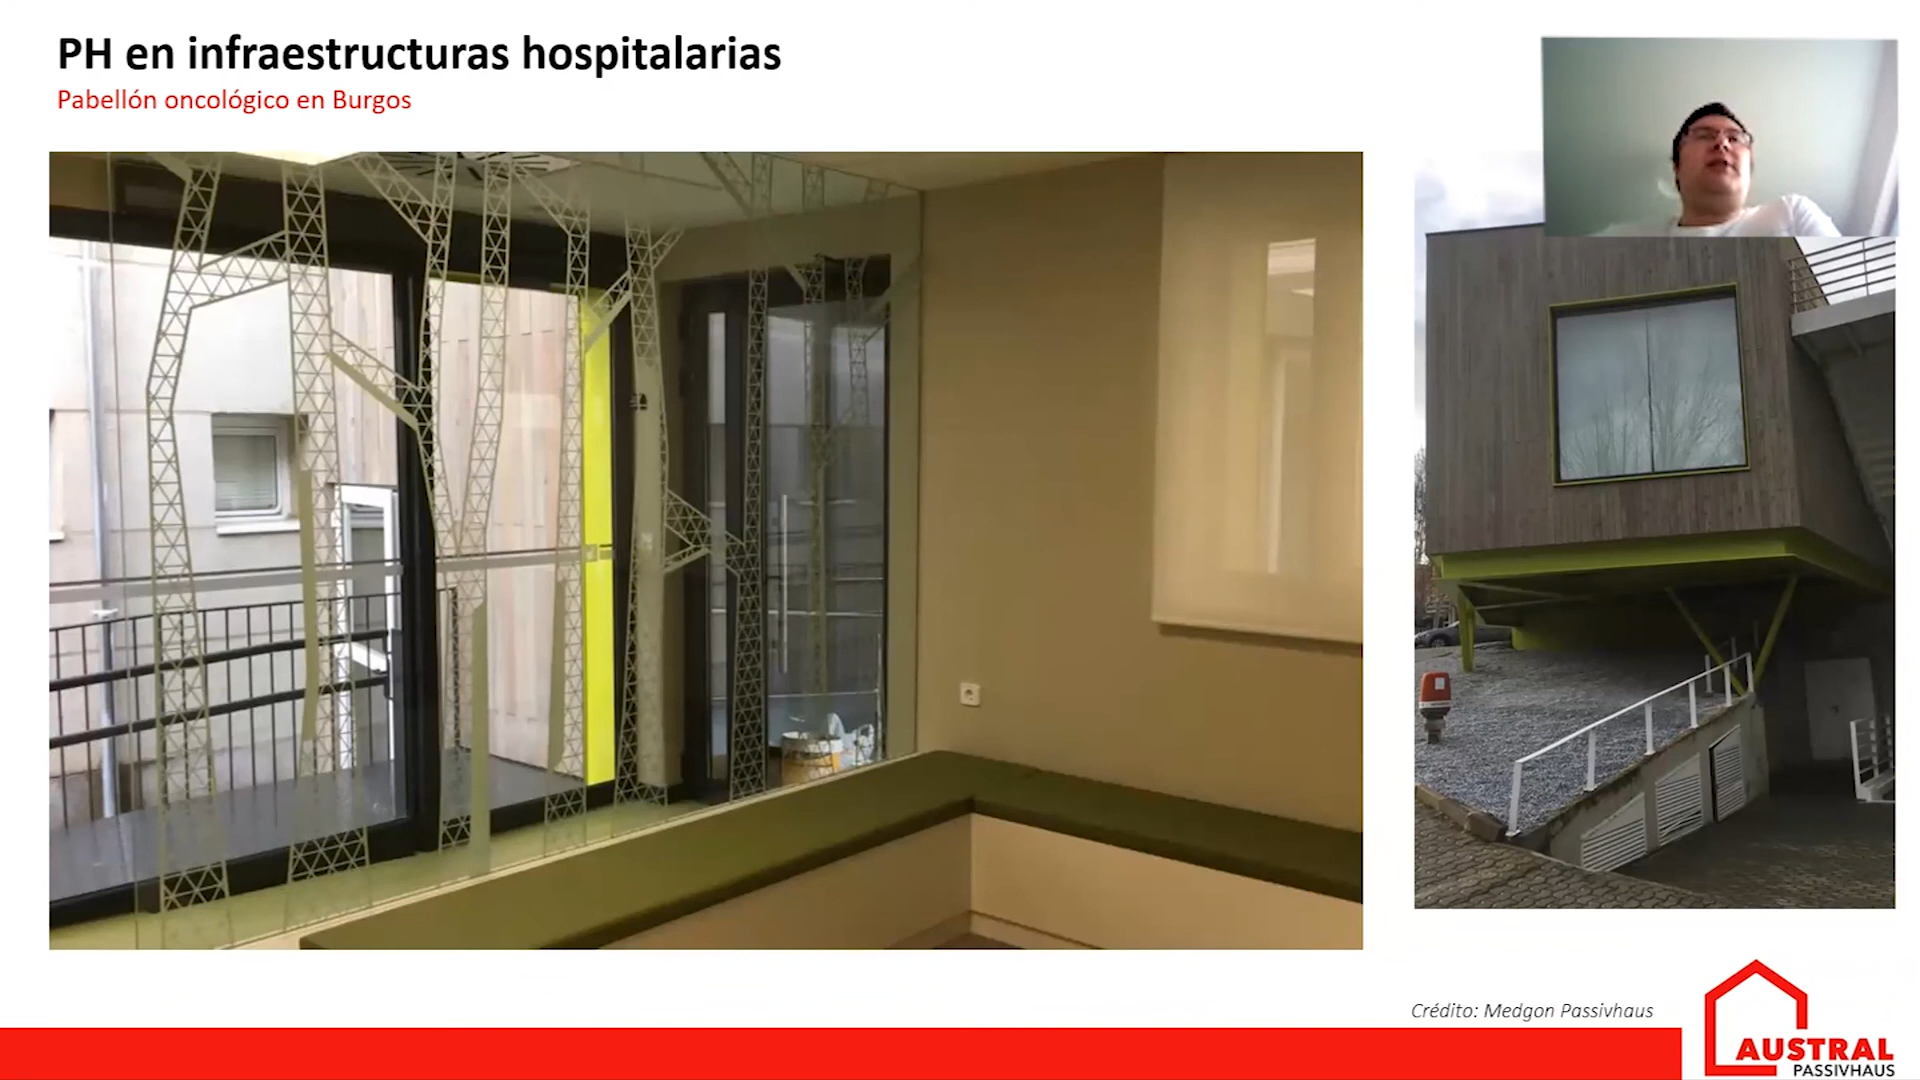 PH en infraestructuras hospitalarias
Pabellón oncológico en Burgos
Crédito: Medgon Passivhaus
AUSTRAL
PASSIVHAUS